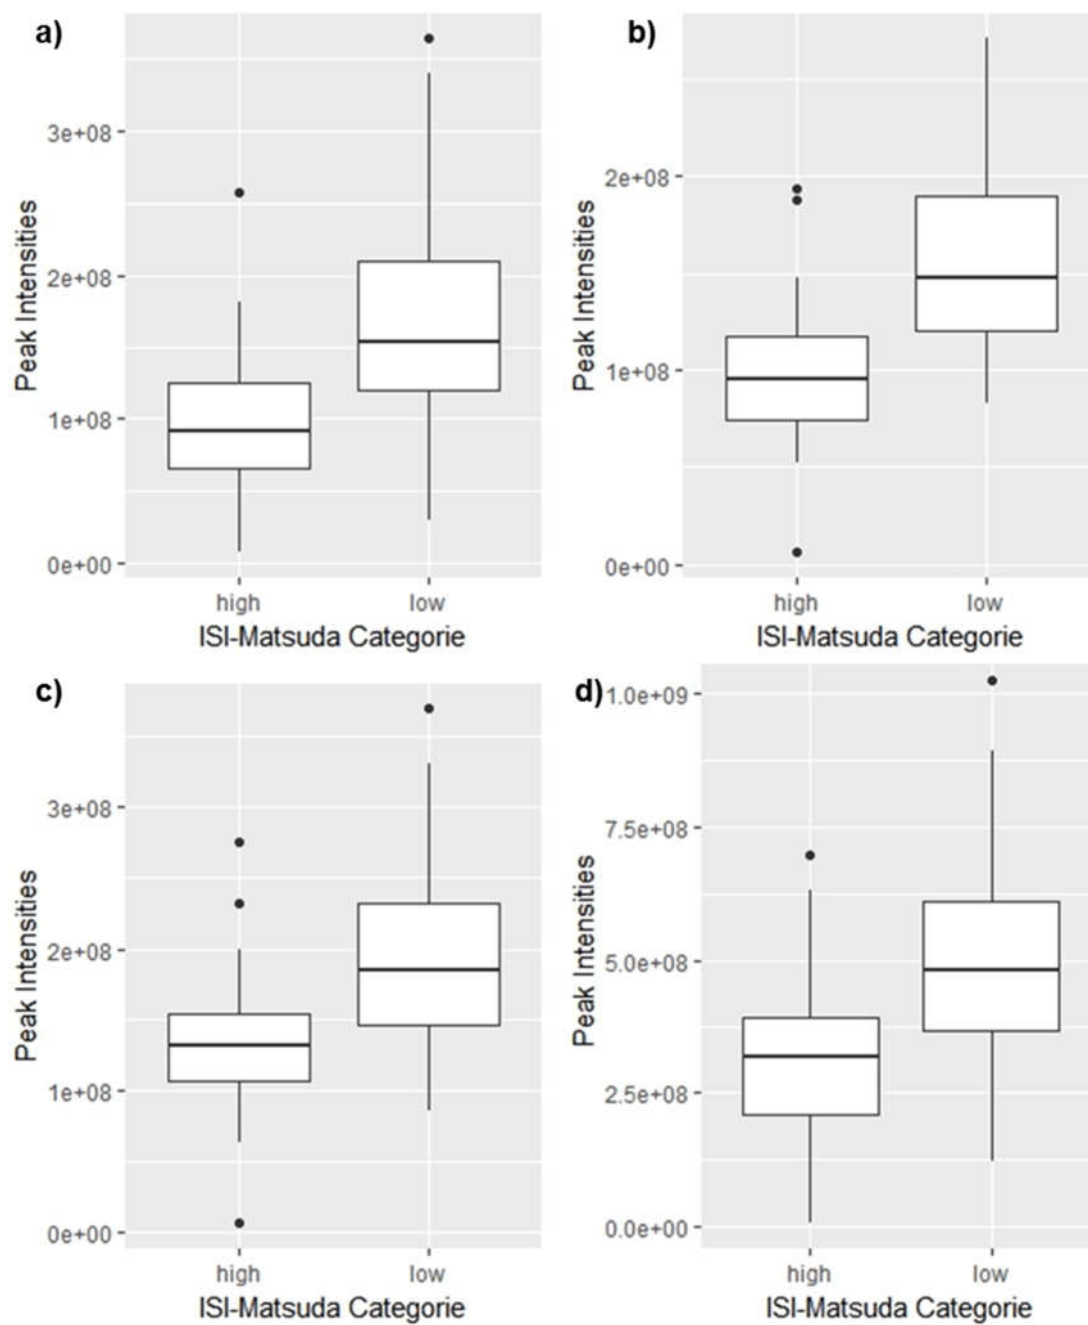 a)
Peak Intensities
3e+08
2e+08
1e+08
0e+00
high low
ISI-Matsuda Categorie
b)
Peak Intensities
2e+08
1e+08
0e+00
high low
ISI-Matsuda Categorie
c)
Peak Intensities
3e+08
2e+08
1e+08
0e+00
high low
ISI-Matsuda Categorie
d)
Peak Intensities
1.0e+09
7.5e+08
5.0e+08
2.5e+08
0.0e+00
high low
ISI-Matsuda Categorie